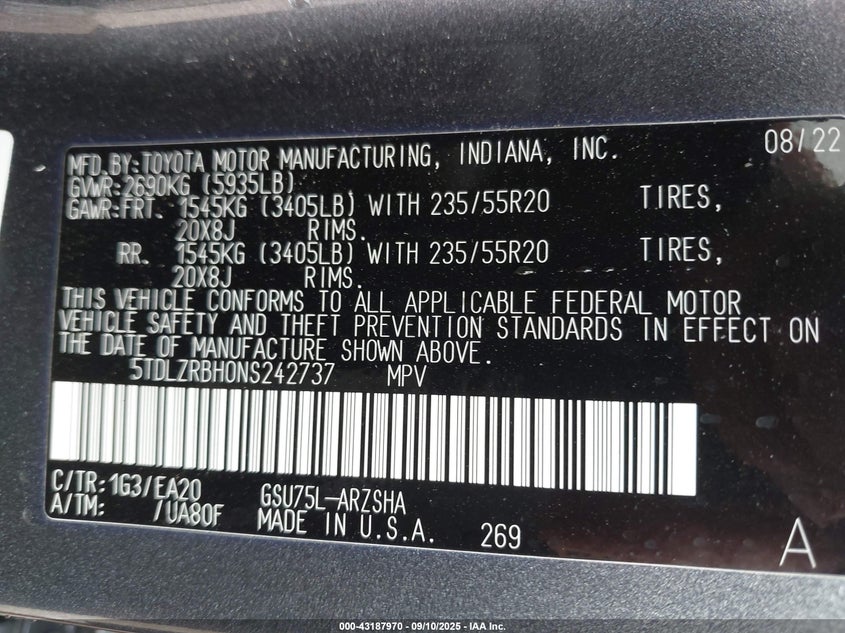 MFD.BY:TOYOTA MOTOR MANUFACTURING, INDIANA, INC. 08/22
GVWR:2690KG (5935LB)
GAWR:FRT. 1545KG (3405LB) WITH 235/55R20 TIRES,
20X8J RIMS.
RR. 1545KG (3405LB) WITH 235/55R20 TIRES,
20X8J RIMS.
THIS VEHICLE CONFORMS TO ALL APPLICABLE FEDERAL MOTOR
VEHICLE SAFETY AND THEFT PREVENTION STANDARDS IN EFFECT ON
THE DATE OF MANUFACTURE SHOWN ABOVE.
5TDLZRBH0NS242737 MPV
C/TR:1G3/EA20 GSU75L-ARZSHA
A/TM: /UA80F MADE IN U.S.A. 269 A
000-43187970 - 09/10/2025 - IAA Inc.